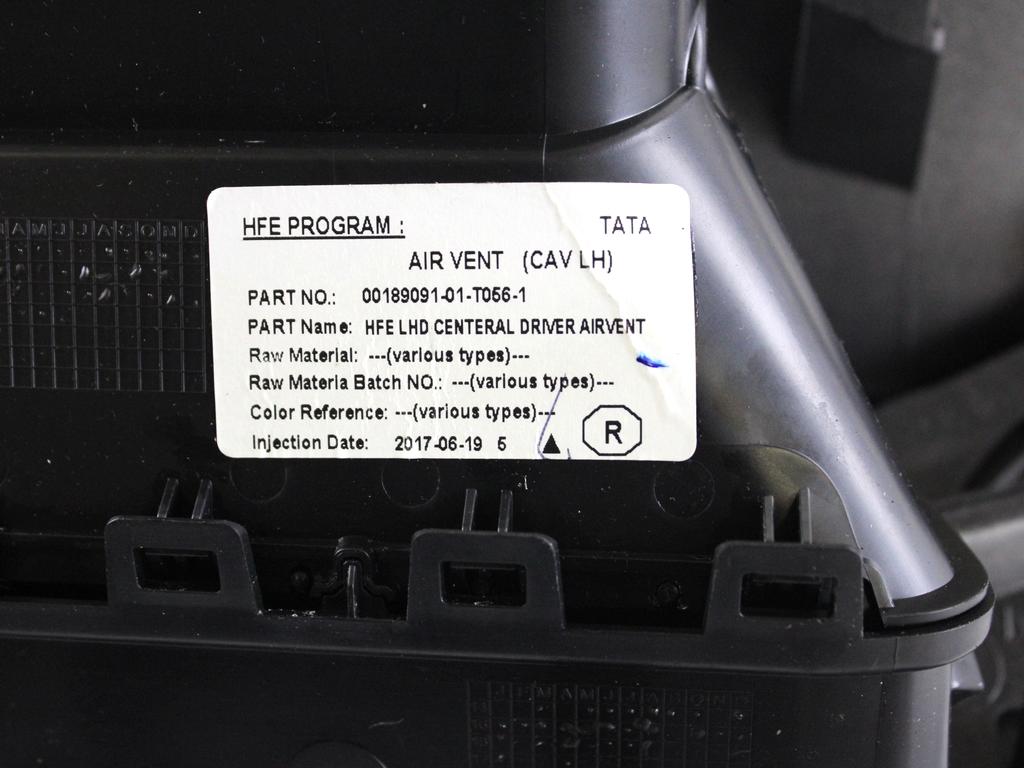 HFE PROGRAM : TATA
AIR VENT (CAV LH)
PART NO.: 00189091-01-T056-1
PART Name: HFE LHD CENTERAL DRIVER AIRVENT
Raw Material: ---(various types)---
Raw Materia Batch NO.: ---(various types)---
Color Reference: ---(various types)---
Injection Date: 2017-06-19 5 ▲ R
A M J J A S O N D
J F M A M J J A S O N D